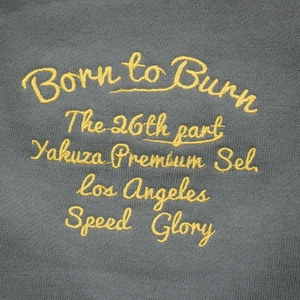 Born to Burn
The 26th part
Yakuza Premium Sel.
Los Angeles
Speed Glory